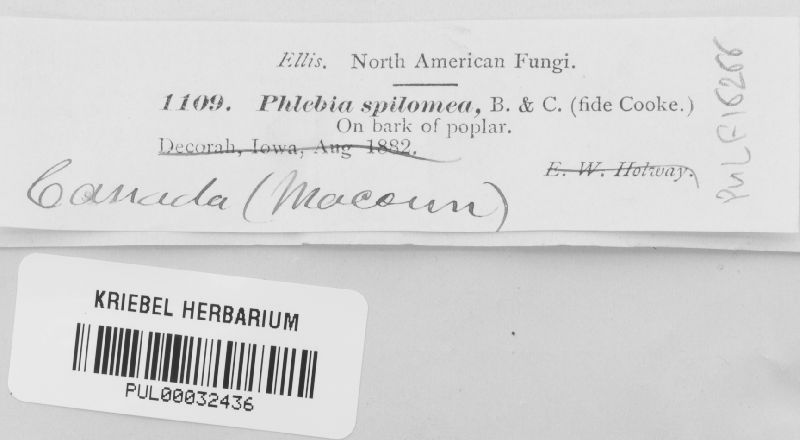 Ellis. North American Fungi.
1109. Phlebia spilomea, B. & C. (fide Cooke.)
On bark of poplar.
Decorah, Iowa, Aug 1882.
E. W. Holway.
Canada (Macoun)
PULF15266
KRIEBEL HERBARIUM
PUL00032436